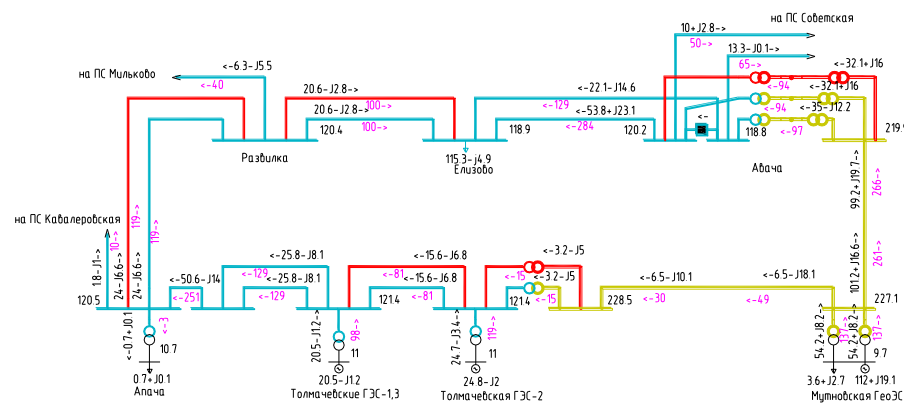 на ПС Советская
10+J2.8->
50->
13.3-J0.1->
<-6.3-J5.5
65->
<-32.1+J16
на ПС Мильково
<-40
20.6-J2.8->
<-22.1-J14.6
<-94
<-32.1+J16
100->
<-129
20.6-J2.8->
<-53.8+J23.1
<-
<-94
<-35-J12.2
120.4
100->
118.9
<-284
120.2
118.8
<-97
219.9
Развилка
115.3-j4.9
Елизово
Авача
99.2+J19.7->
266->
на ПС Кавалеровская
10->
119->
119->
1.8-J1->
24-J6.6->
24-J6.6->
<-50.6-J14
<-25.8-J8.1
<-15.6-J6.8
<-3.2-J5
<-6.5-J18.1
101.2+J16.6->
261->
<-129
<-25.8-J8.1
<-81
<-15.6-J6.8
<-15
<-3.2-J5
<-6.5-J10.1
120.5
<-251
<-129
121.4
<-81
121.4
<-15
228.5
<-30
<-49
227.1
<-0.7+J0.1
<-3
20.5-J1.2->
98->
24.7-J3.4->
119->
54.2+J8.2->
137->
54.2+J8.2->
137->
10.7
11
11
9.7
0.7+J0.1
20.5-J1.2
24.8-J2
3.6+J2.7
112+J19.1
Апача
Толмачевские ГЭС-1,3
Толмачевская ГЭС-2
Мутновская ГеоЭС